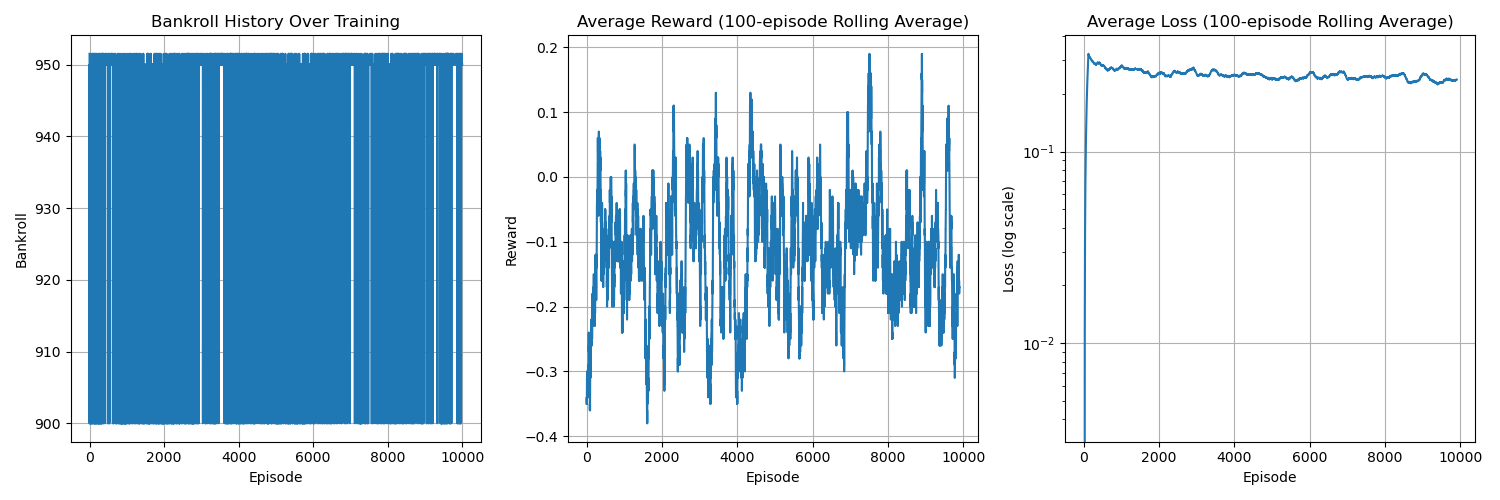 Bankroll History Over Training
Bankroll
950
940
930
920
910
900
0 2000 4000 6000 8000 10000
Episode
Average Reward (100-episode Rolling Average)
Reward
0.2
0.1
0.0
−0.1
−0.2
−0.3
−0.4
0 2000 4000 6000 8000 10000
Episode
Average Loss (100-episode Rolling Average)
Loss (log scale)
10⁻¹
10⁻²
0 2000 4000 6000 8000 10000
Episode